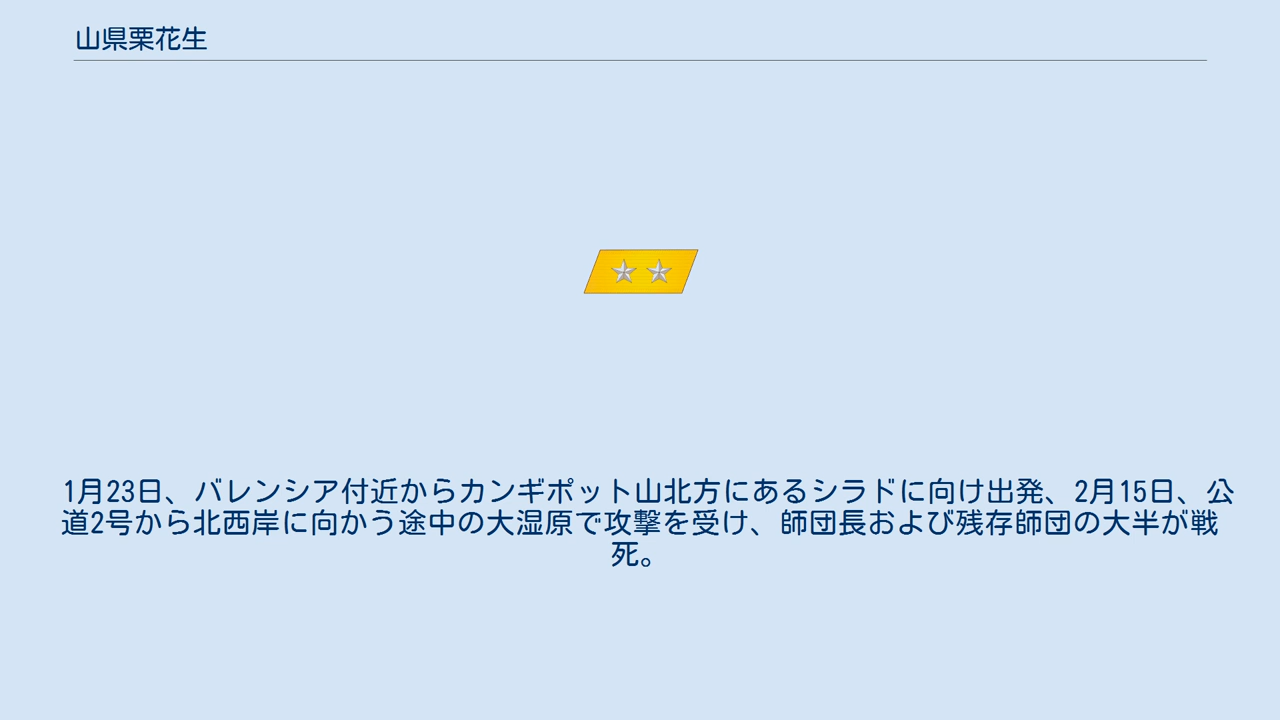 山県栗花生
1月23日、バレンシア付近からカンギポット山北方にあるシラドに向け出発、2月15日、公
道2号から北西岸に向かう途中の大湿原で攻撃を受け、師団長および残存師団の大半が戦
死。